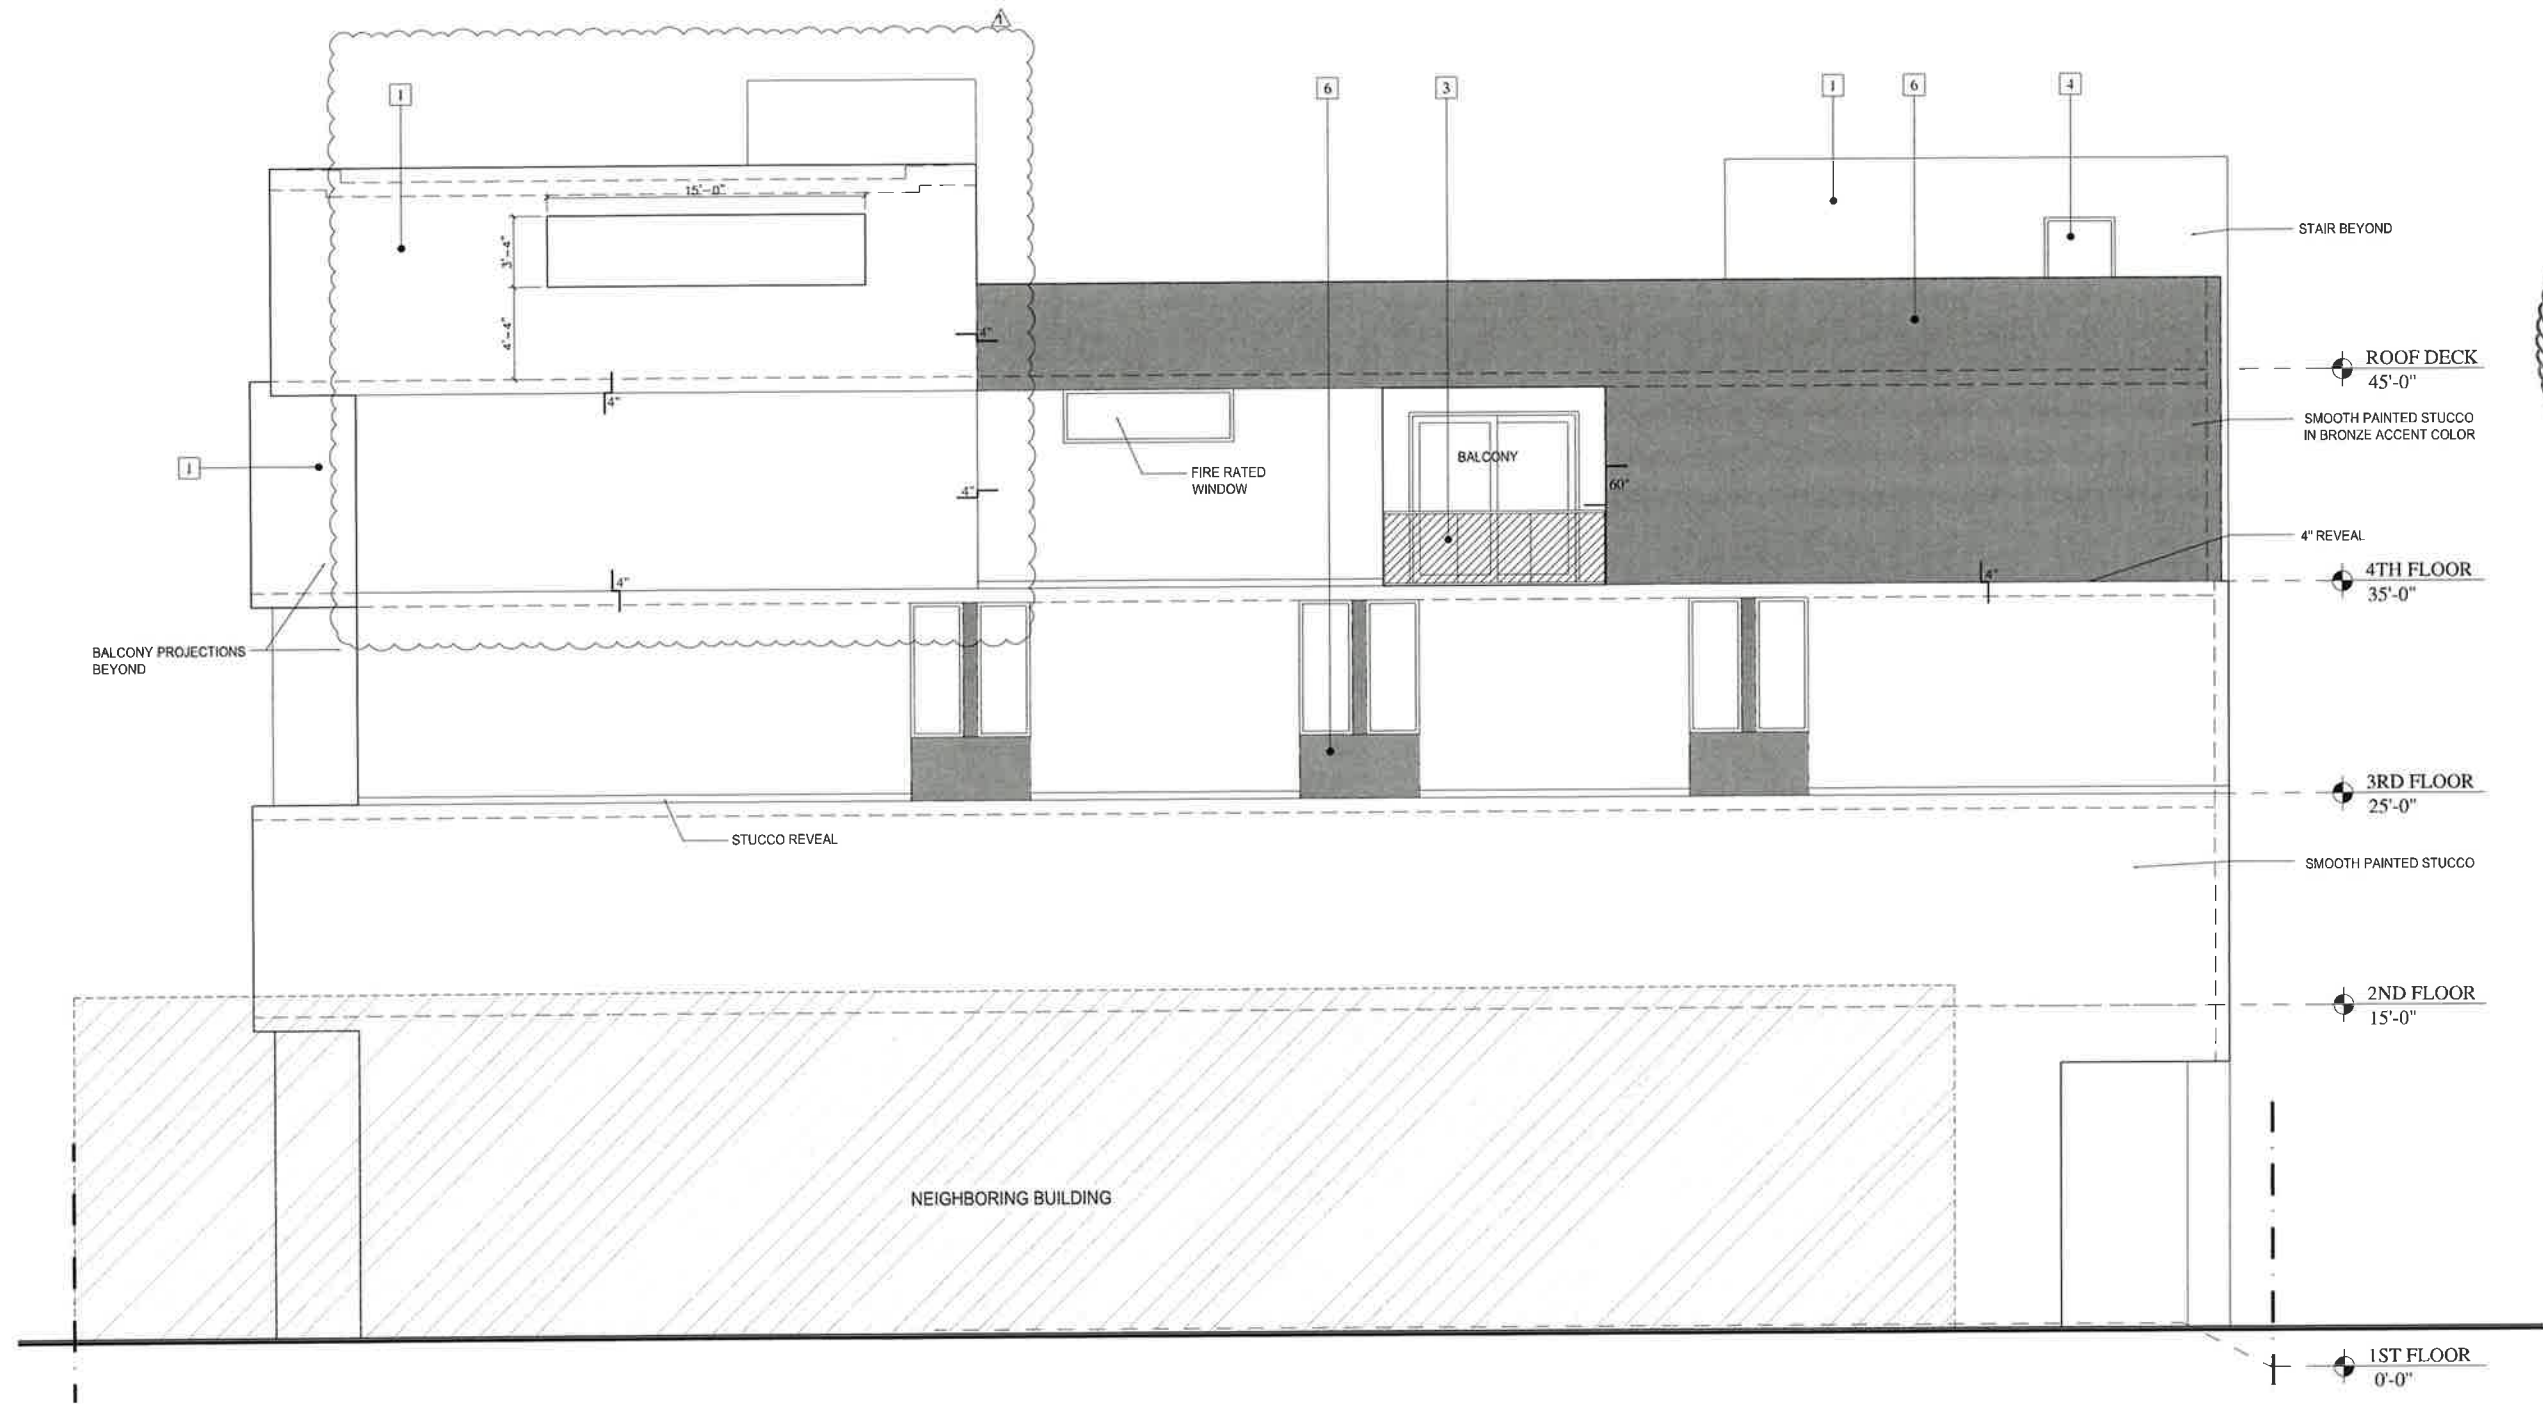 1
1
6
3
1
6
4
15'-0"
3'-4"
4'-4"
STAIR BEYOND
4"
ROOF DECK
45'-0"
4"
SMOOTH PAINTED STUCCO
IN BRONZE ACCENT COLOR
BALCONY
1
FIRE RATED
WINDOW
60"
4"
4" REVEAL
4"
4"
4TH FLOOR
35'-0"
BALCONY PROJECTIONS
BEYOND
3RD FLOOR
25'-0"
STUCCO REVEAL
SMOOTH PAINTED STUCCO
2ND FLOOR
15'-0"
NEIGHBORING BUILDING
1ST FLOOR
0'-0"